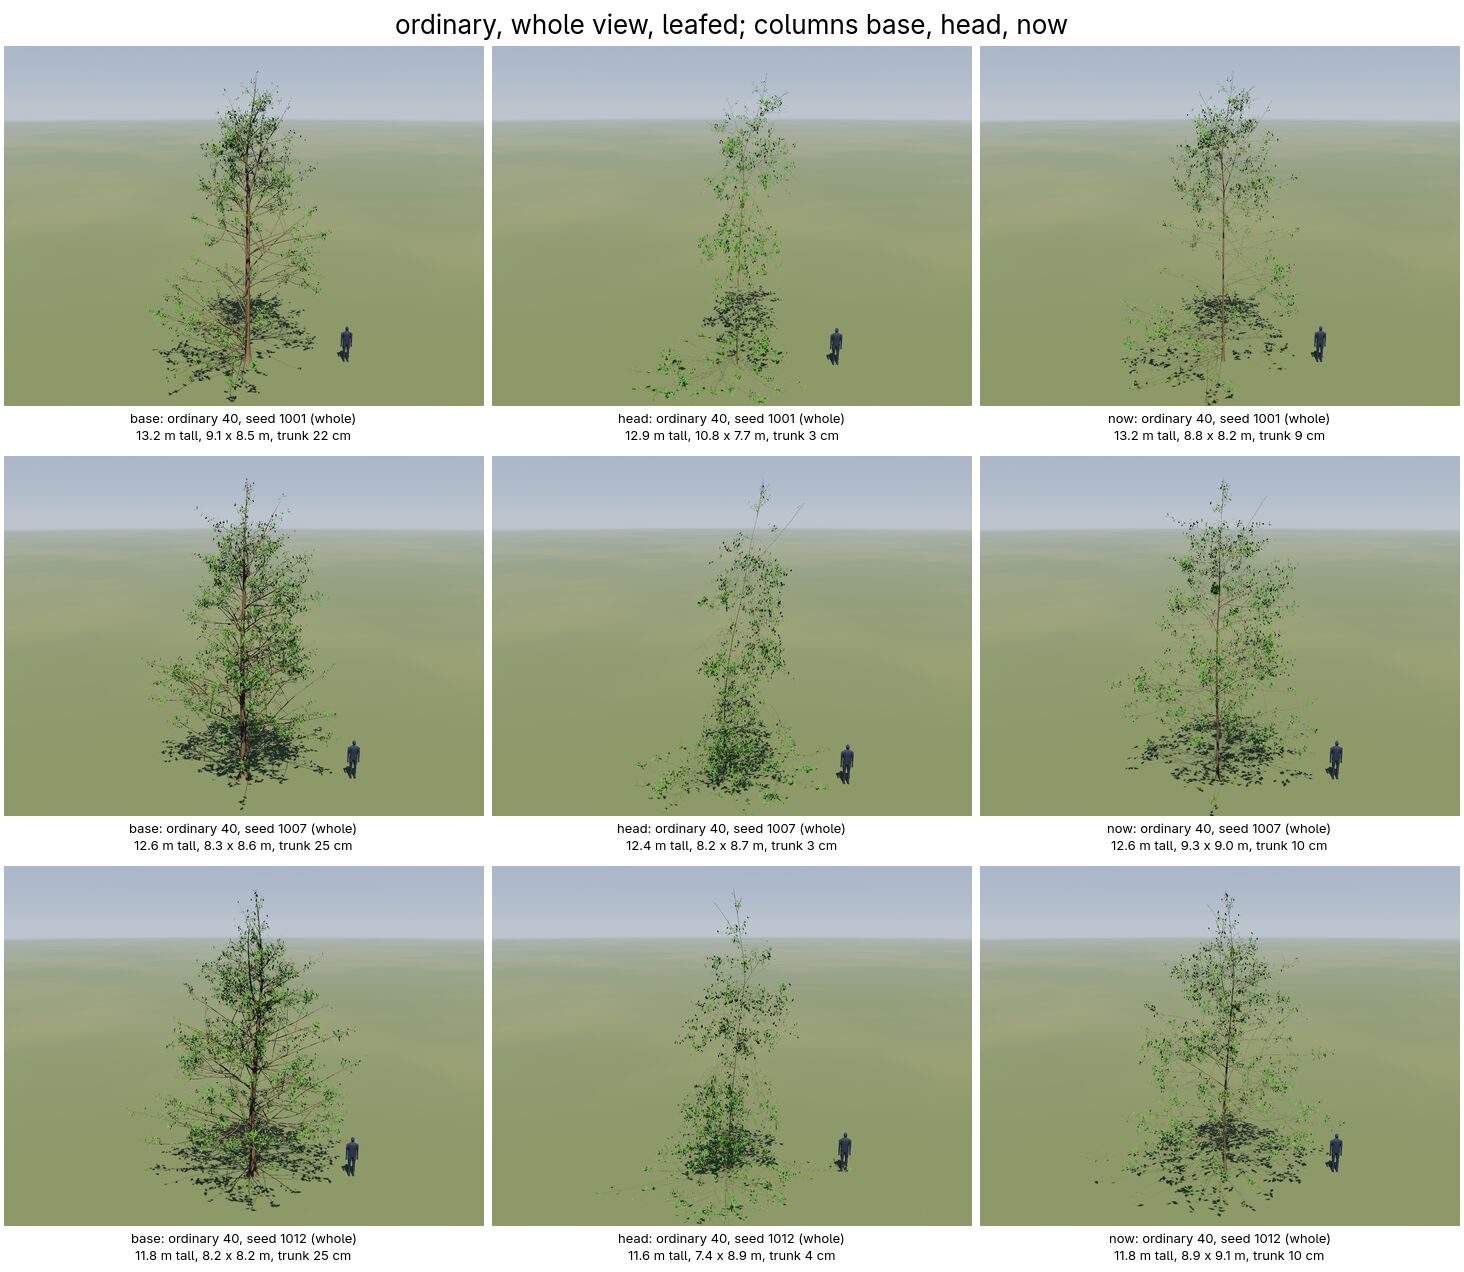 ordinary, whole view, leafed; columns base, head, now
base: ordinary 40, seed 1001 (whole)
13.2 m tall, 9.1 x 8.5 m, trunk 22 cm
head: ordinary 40, seed 1001 (whole)
12.9 m tall, 10.8 x 7.7 m, trunk 3 cm
now: ordinary 40, seed 1001 (whole)
13.2 m tall, 8.8 x 8.2 m, trunk 9 cm
base: ordinary 40, seed 1007 (whole)
12.6 m tall, 8.3 x 8.6 m, trunk 25 cm
head: ordinary 40, seed 1007 (whole)
12.4 m tall, 8.2 x 8.7 m, trunk 3 cm
now: ordinary 40, seed 1007 (whole)
12.6 m tall, 9.3 x 9.0 m, trunk 10 cm
base: ordinary 40, seed 1012 (whole)
11.8 m tall, 8.2 x 8.2 m, trunk 25 cm
head: ordinary 40, seed 1012 (whole)
11.6 m tall, 7.4 x 8.9 m, trunk 4 cm
now: ordinary 40, seed 1012 (whole)
11.8 m tall, 8.9 x 9.1 m, trunk 10 cm